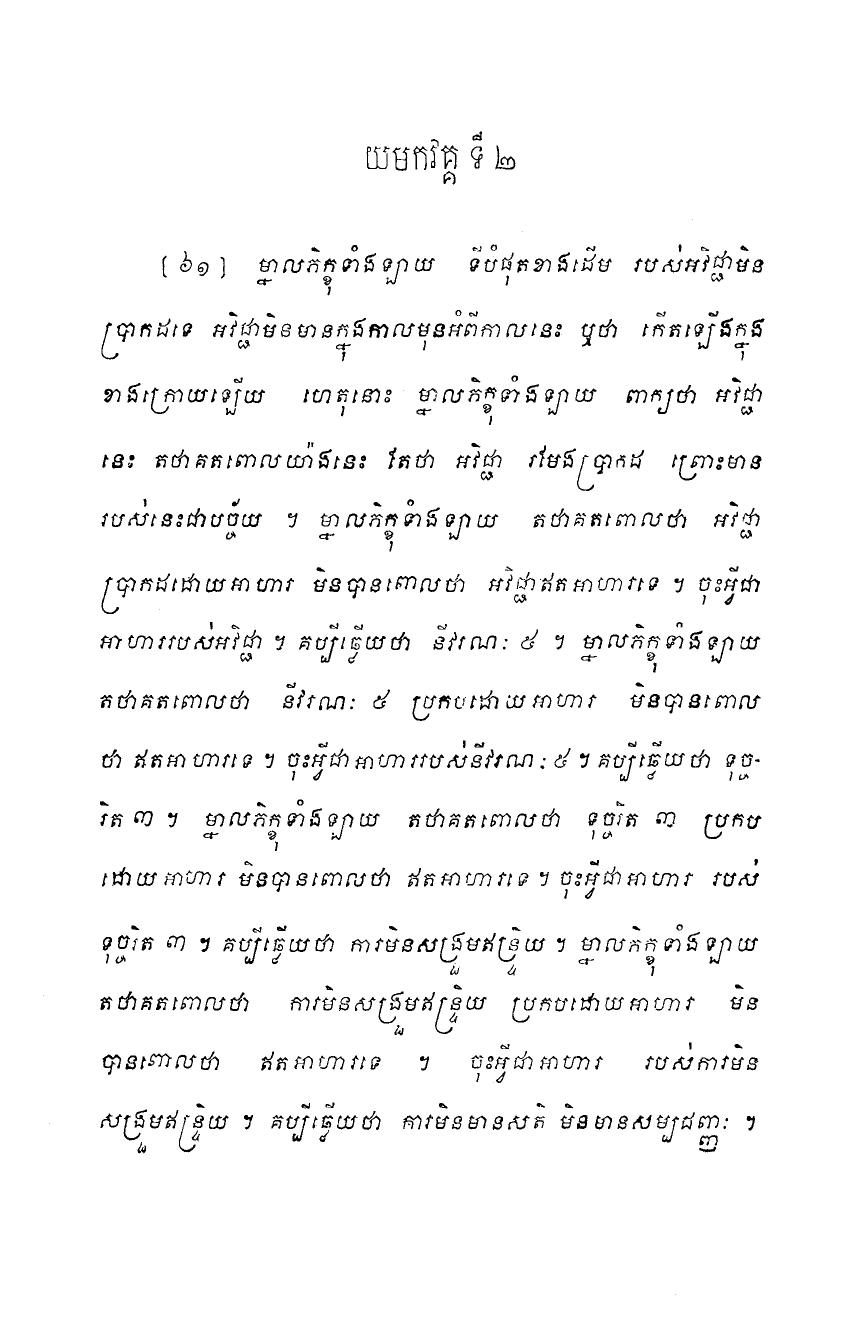 យមកវគ្គ ទី ២
[៦១] ម្នាលភិក្ខុទាំងឡាយ ទីបំផុតខាងដើម របស់អវិជ្ជាមិន
ប្រាកដទេ អវិជ្ជាមិនមានក្នុងកាលមុនអំពីកាលនេះ ឬថា កើតឡើងក្នុង
ខាងក្រោយឡើយ ហេតុនោះ ម្នាលភិក្ខុទាំងឡាយ ពាក្យថា អវិជ្ជា
នេះ តថាគតពោលយ៉ាងនេះ តែថា អវិជ្ជា រមែងប្រាកដ ព្រោះមាន
របស់នេះជាបច្ច័យ ។ ម្នាលភិក្ខុទាំងឡាយ តថាគតពោលថា អវិជ្ជា
ប្រាកដដោយអាហារ មិនបានពោលថា អវិជ្ជាឥតអាហារទេ ។ ចុះអ្វីជា
អាហាររបស់អវិជ្ជា ។ គប្បីឆ្លើយថា នីវរណៈ ៥ ។ ម្នាលភិក្ខុទាំងឡាយ
តថាគតពោលថា នីវរណៈ ៥ ប្រកបដោយអាហារ មិនបានពោល
ថា ឥតអាហារទេ ។ ចុះអ្វីជាអាហាររបស់នីវរណៈ ៥ ។ គប្បីឆ្លើយថា ទុច្ច-
រិត ៣ ។ ម្នាលភិក្ខុទាំងឡាយ តថាគតពោលថា ទុច្ចរិត ៣ ប្រកប
ដោយអាហារ មិនបានពោលថា ឥតអាហារទេ ។ ចុះអ្វីជាអាហារ របស់
ទុច្ចរិត ៣ ។ គប្បីឆ្លើយថា ការមិនសង្រួមឥន្ទ្រិយ ។ ម្នាលភិក្ខុទាំងឡាយ
តថាគតពោលថា ការមិនសង្រួមឥន្ទ្រិយ ប្រកបដោយអាហារ មិន
បានពោលថា ឥតអាហារទេ ។ ចុះអ្វីជាអាហារ របស់ការមិន
សង្រួមឥន្ទ្រិយ ។ គប្បីឆ្លើយថា ការមិនមានសតិ មិនមានសម្បជញ្ញៈ ។